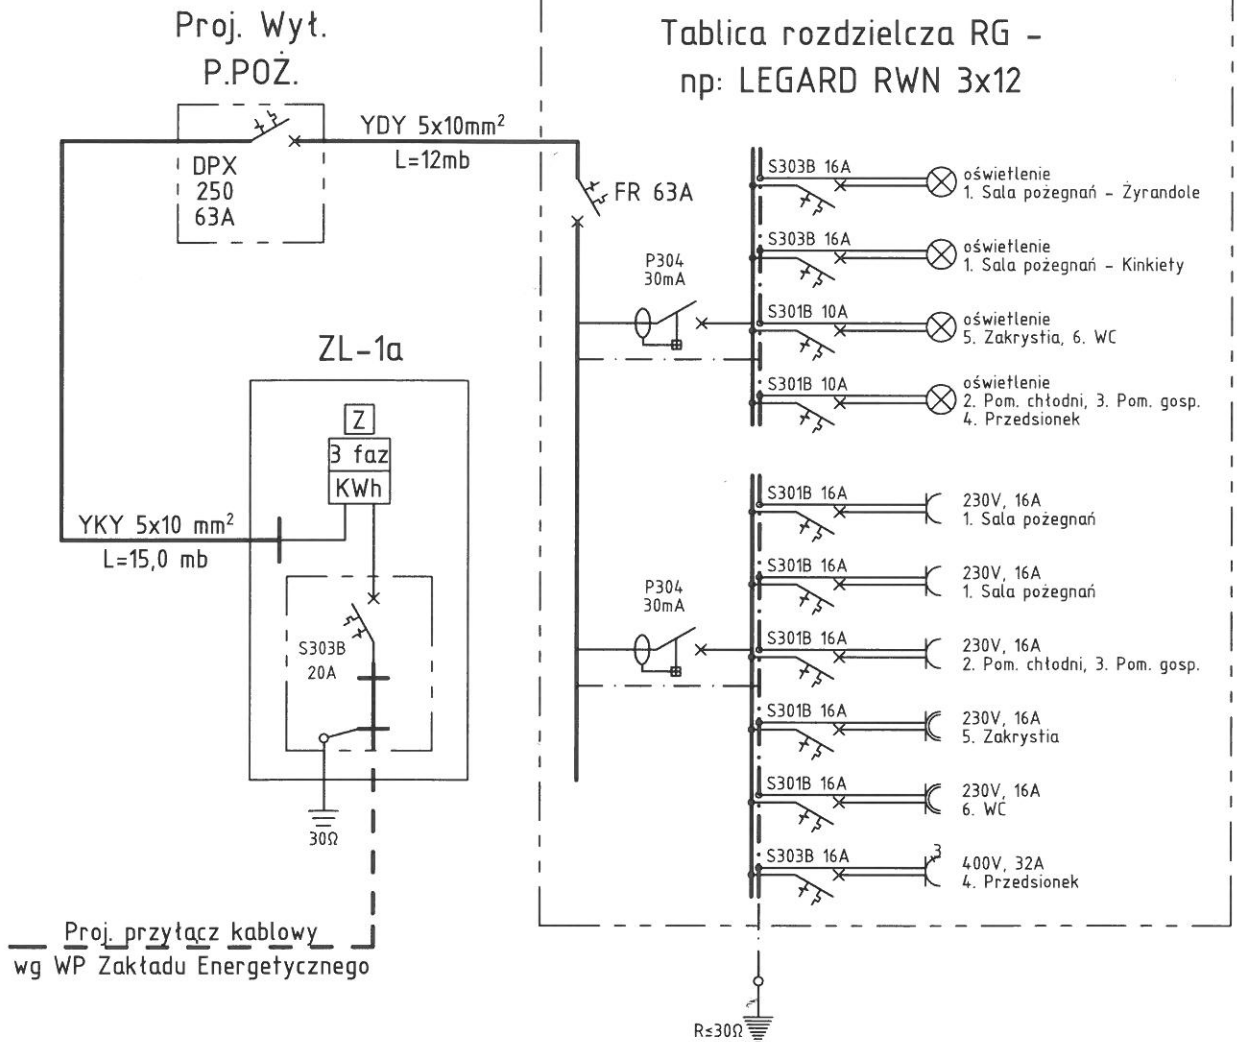 Proj. Wył.
P.POŻ.
DPX
250
63A
YDY 5x10mm²
L=12mb
Tablica rozdzielcza RG -
np: LEGARD RWN 3x12
FR 63A
ZL-1a
Z
3 faz
KWh
YKY 5x10 mm²
L=15,0 mb
S303B
20A
30Ω
Proj. przyłącz kablowy
wg WP Zakładu Energetycznego
P304
30mA
S303B 16A
oświetlenie
1. Sala pożegnań - Żyrandole
S303B 16A
oświetlenie
1. Sala pożegnań - Kinkiety
S301B 10A
oświetlenie
5. Zakrystia, 6. WC
S301B 10A
oświetlenie
2. Pom. chłodni, 3. Pom. gosp.
4. Przedsionek
P304
30mA
S301B 16A
230V, 16A
1. Sala pożegnań
S301B 16A
230V, 16A
1. Sala pożegnań
S301B 16A
230V, 16A
2. Pom. chłodni, 3. Pom. gosp.
S301B 16A
230V, 16A
5. Zakrystia
S301B 16A
230V, 16A
6. WC
S303B 16A
3
400V, 32A
4. Przedsionek
R≤30Ω